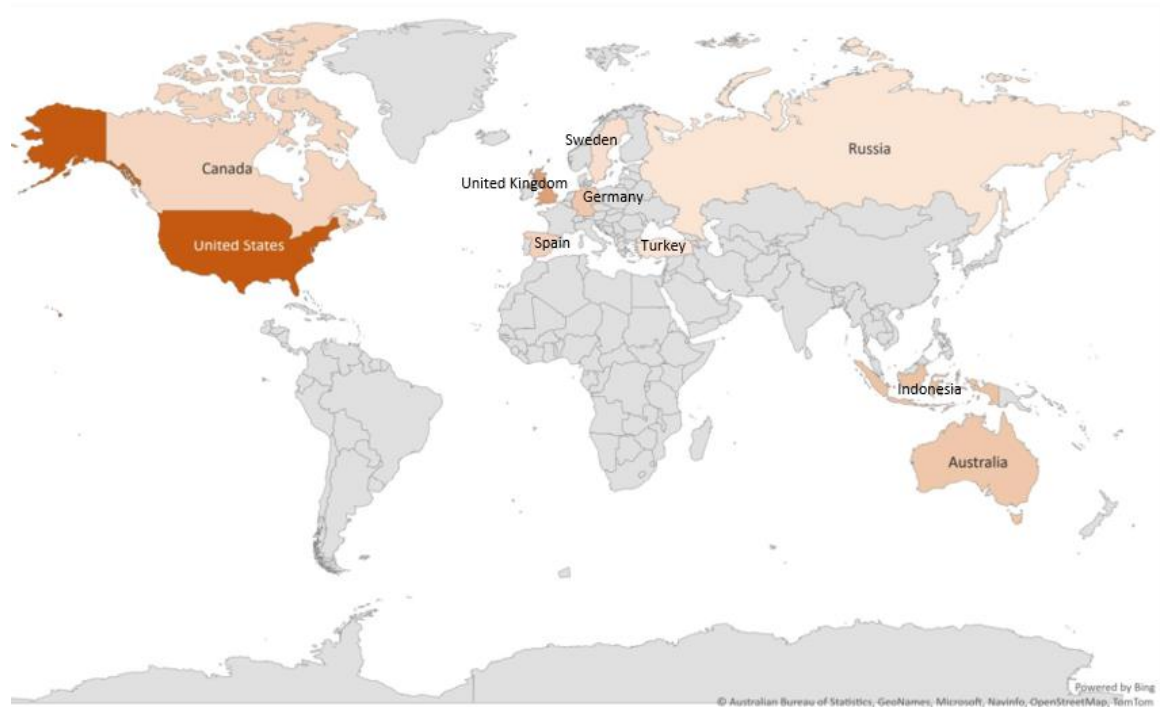 Sweden
Russia
Canada
United Kingdom
Germany
United States
Spain
Turkey
Indonesia
Australia
Powered by Bing
© Australian Bureau of Statistics, GeoNames, Microsoft, Navinfo, OpenStreetMap, TomTom